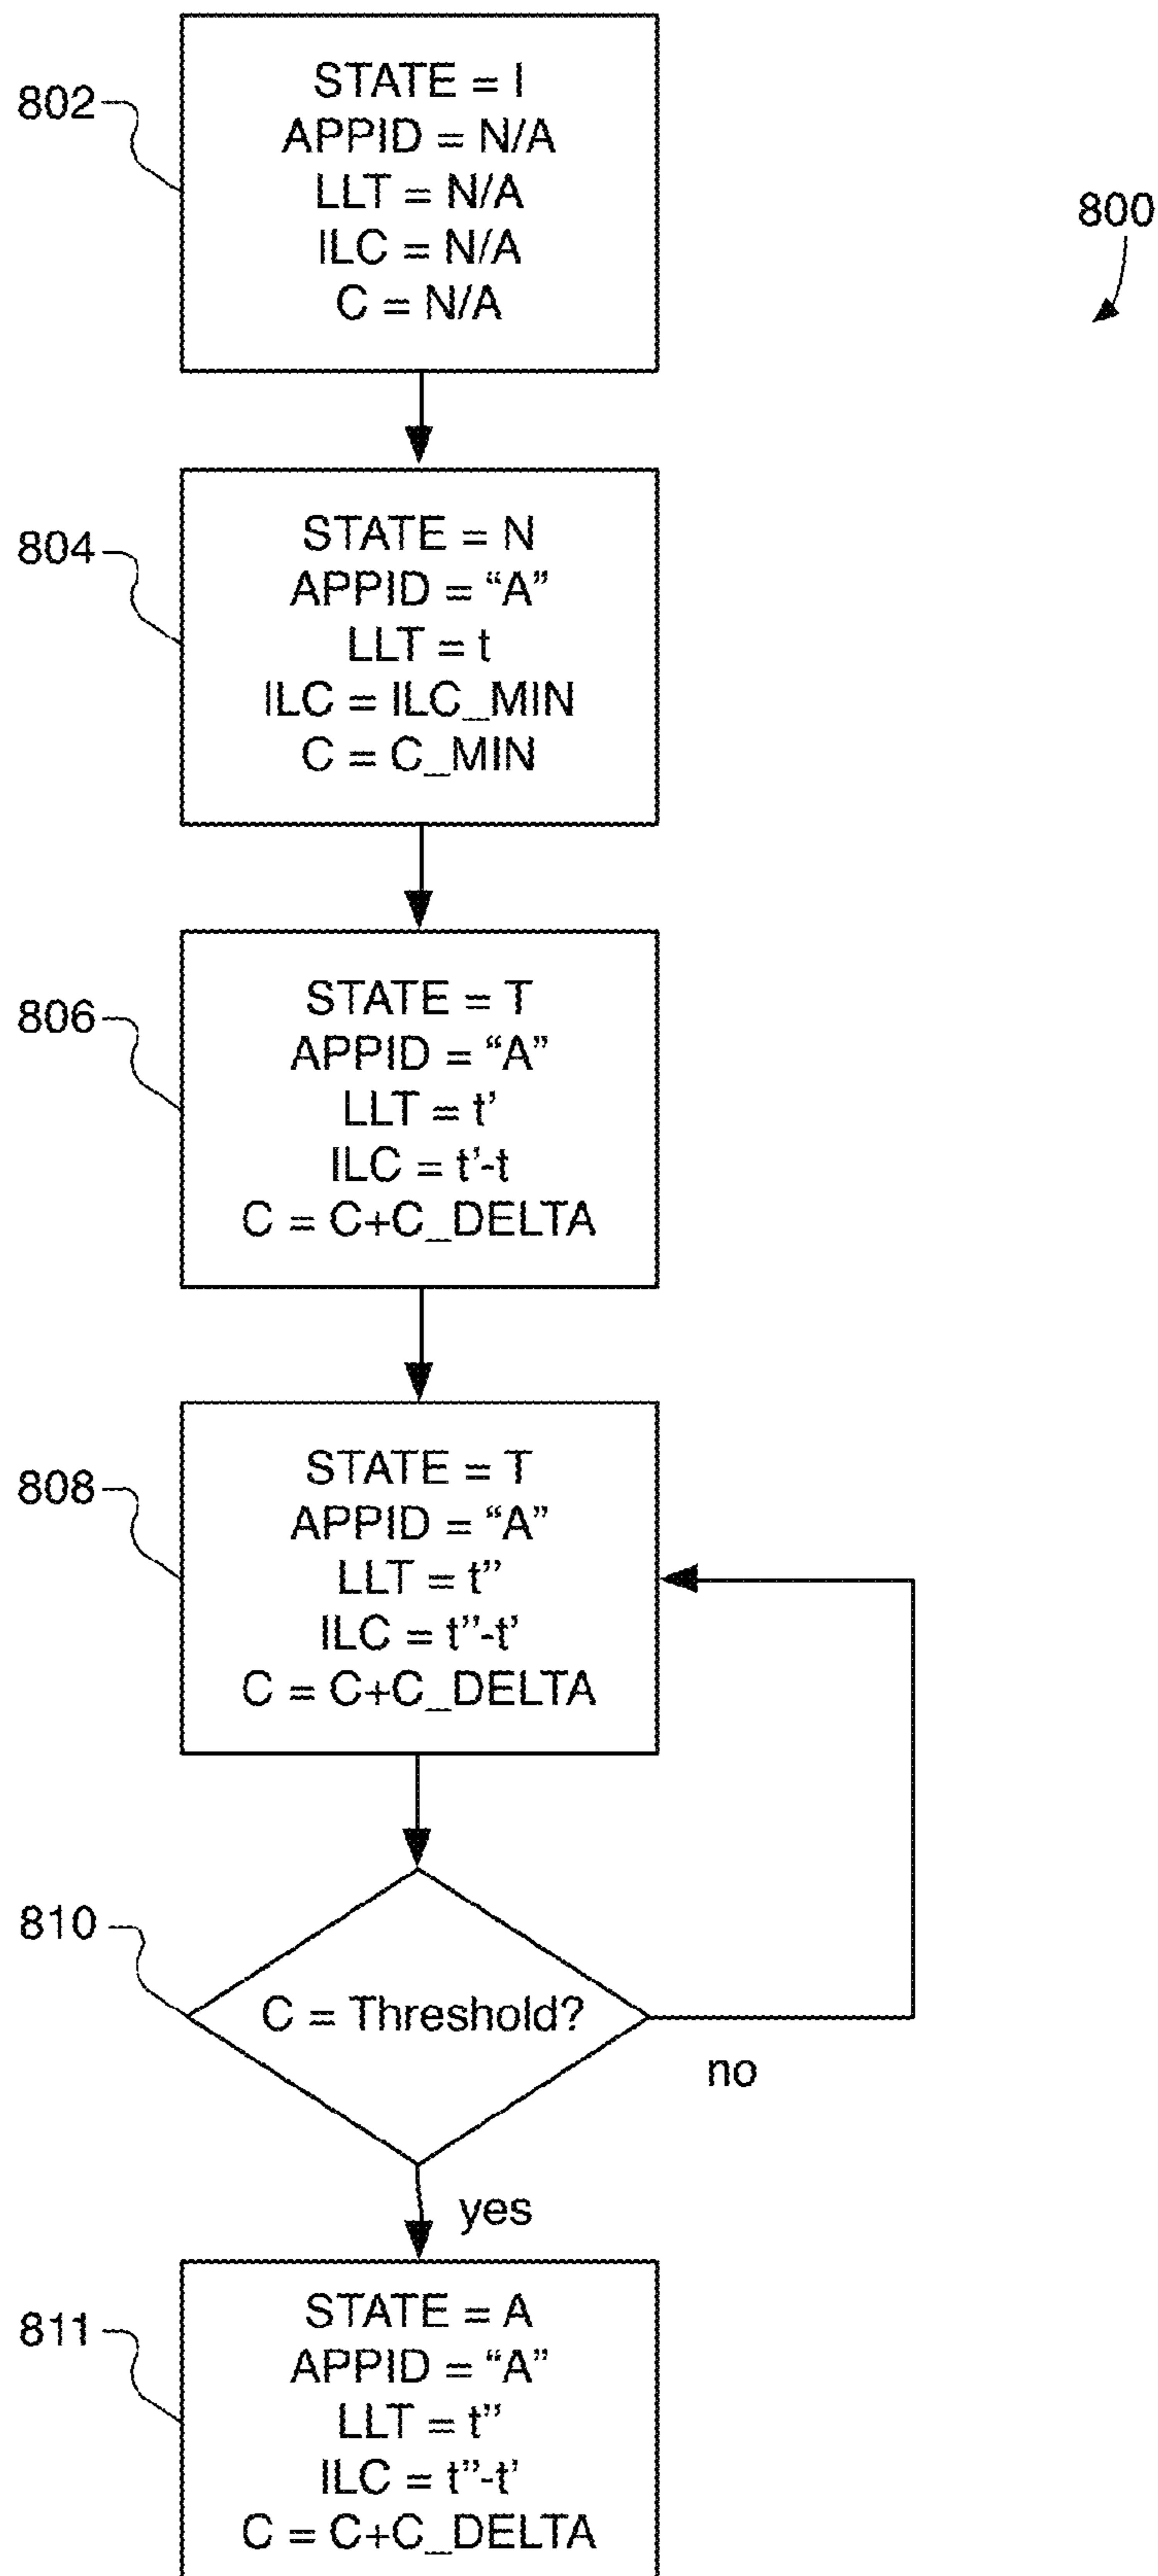 802
STATE = I
APPID = N/A
LLT = N/A
ILC = N/A
C = N/A
800
804
STATE = N
APPID = “A”
LLT = t
ILC = ILC_MIN
C = C_MIN
806
STATE = T
APPID = “A”
LLT = t’
ILC = t’-t
C = C+C_DELTA
808
STATE = T
APPID = “A”
LLT = t”
ILC = t”-t’
C = C+C_DELTA
810
C = Threshold?
no
yes
811
STATE = A
APPID = “A”
LLT = t”
ILC = t”-t’
C = C+C_DELTA